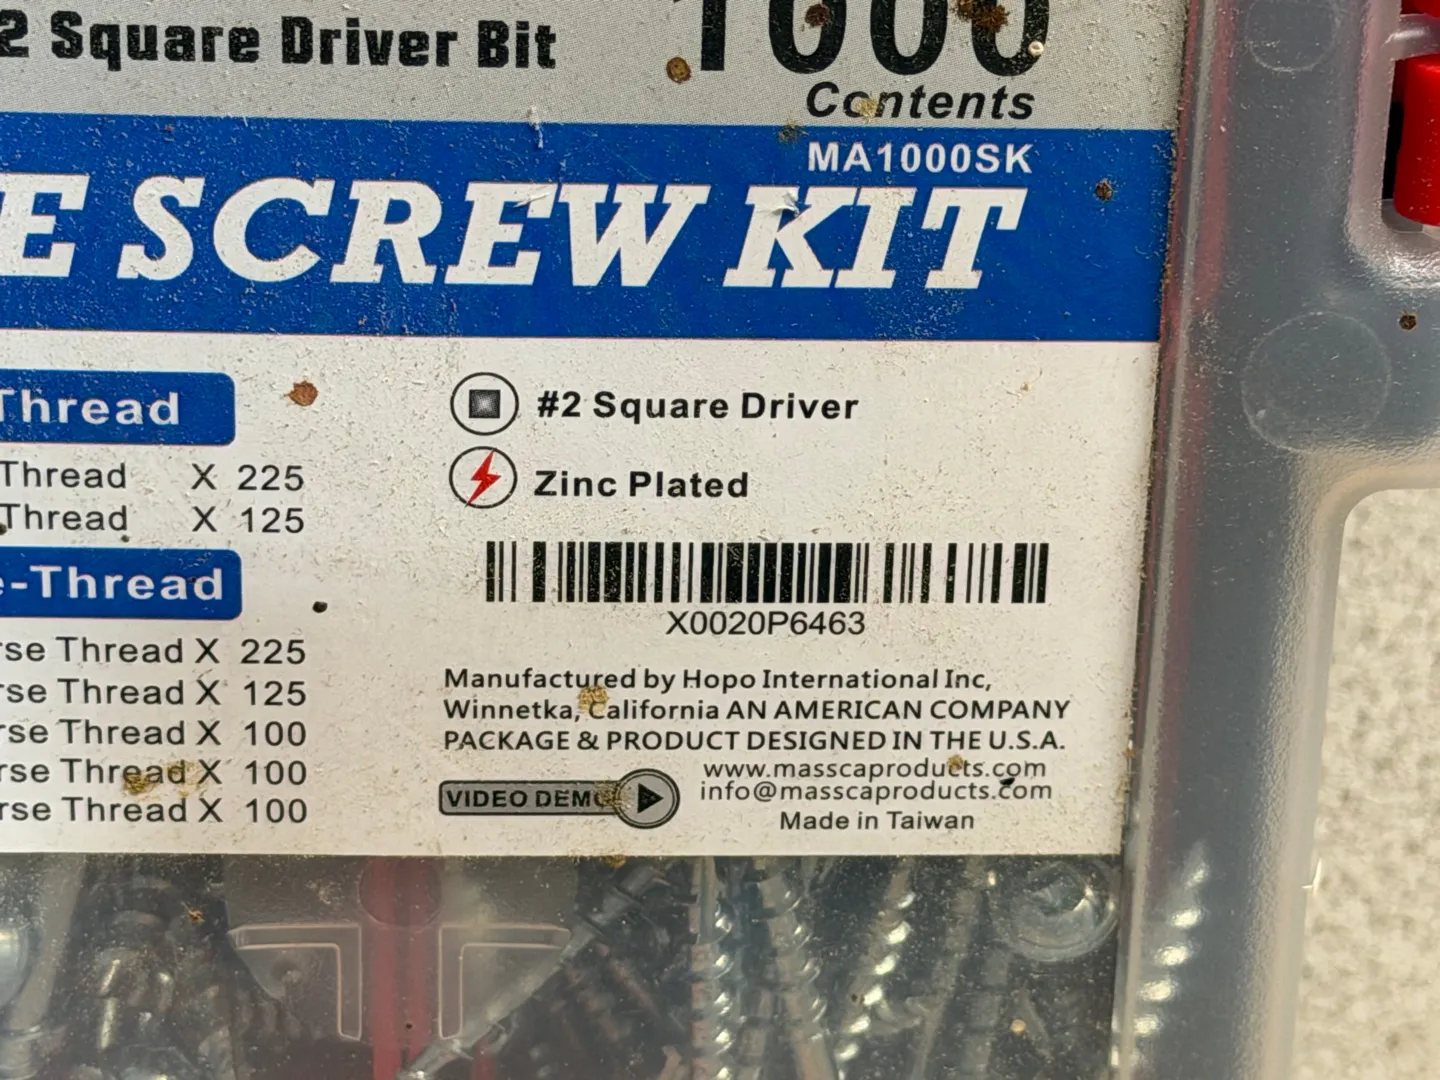 2 Square Driver Bit
1000
Contents
MA1000SK
E SCREW KIT
Thread
Thread X 225
Thread X 125
e-Thread
rse Thread X 225
rse Thread X 125
rse Thread X 100
rse Thread X 100
rse Thread X 100
#2 Square Driver
Zinc Plated
X0020P6463
Manufactured by Hopo International Inc,
Winnetka, California AN AMERICAN COMPANY
PACKAGE & PRODUCT DESIGNED IN THE U.S.A.
VIDEO DEMO
www.masscaproducts.com
info@masscaproducts.com
Made in Taiwan